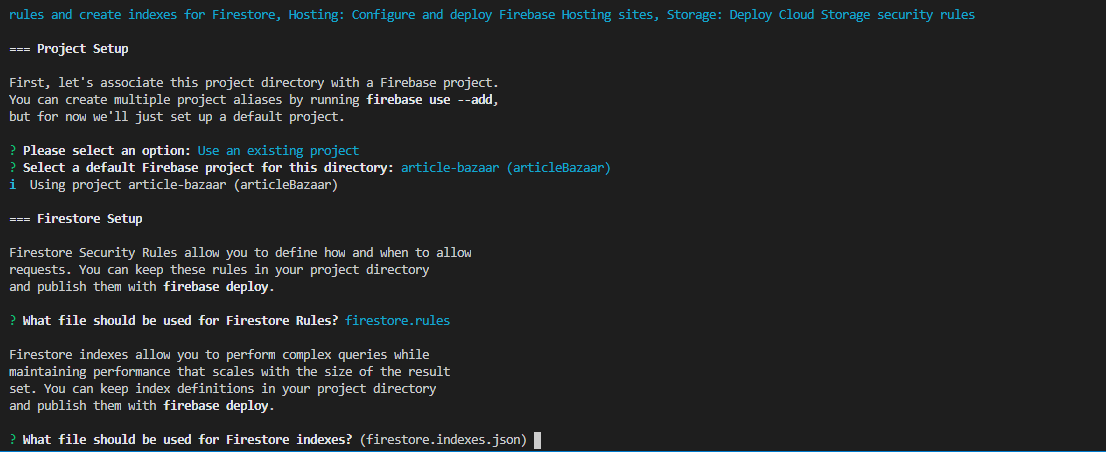 rules and create indexes for Firestore, Hosting: Configure and deploy Firebase Hosting sites, Storage: Deploy Cloud Storage security rules
=== Project Setup
First, let's associate this project directory with a Firebase project.
You can create multiple project aliases by running firebase use --add,
but for now we'll just set up a default project.
? Please select an option: Use an existing project
? Select a default Firebase project for this directory: article-bazaar (articleBazaar)
i  Using project article-bazaar (articleBazaar)
=== Firestore Setup
Firestore Security Rules allow you to define how and when to allow
requests. You can keep these rules in your project directory
and publish them with firebase deploy.
? What file should be used for Firestore Rules? firestore.rules
Firestore indexes allow you to perform complex queries while
maintaining performance that scales with the size of the result
set. You can keep index definitions in your project directory
and publish them with firebase deploy.
? What file should be used for Firestore indexes? (firestore.indexes.json)